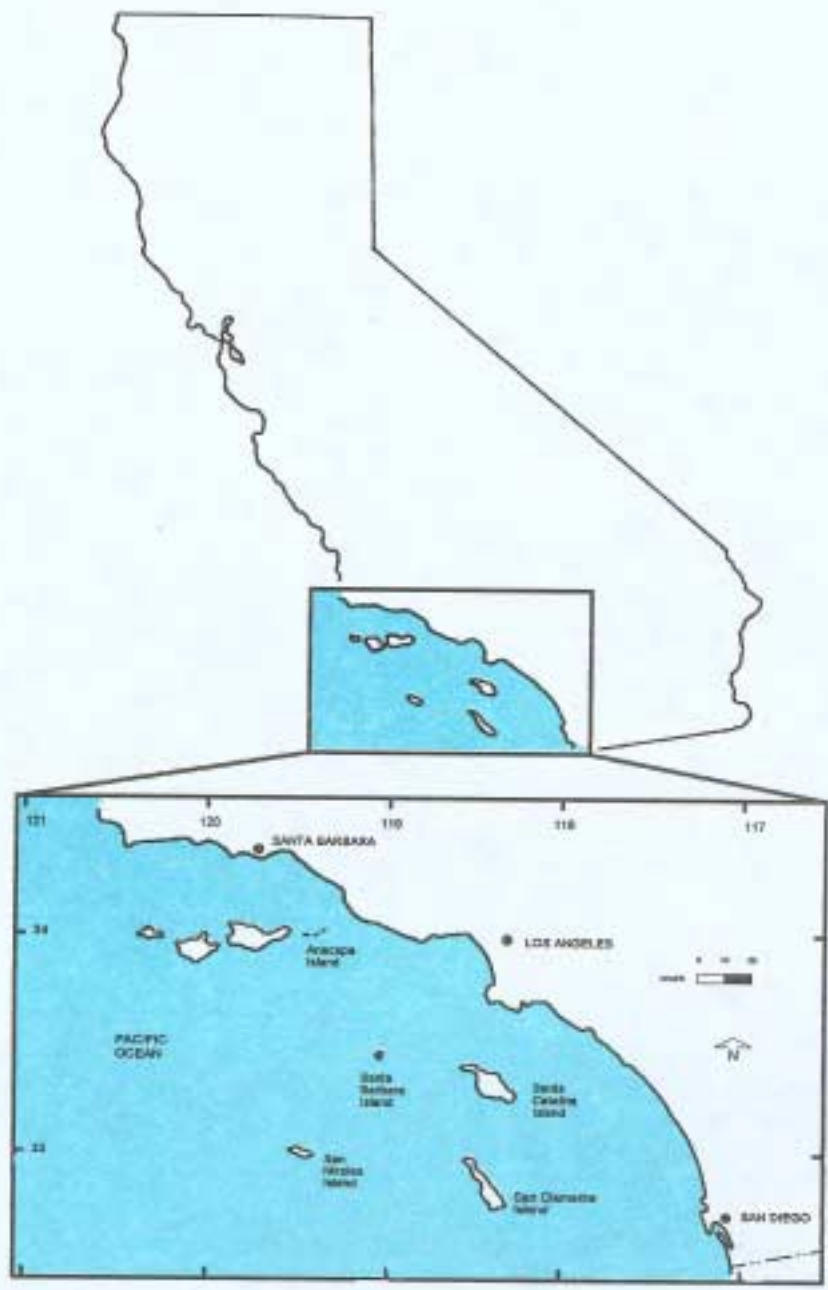 121 120 119 118 117
SANTA BARBARA
34
Anacapa
Island
LOS ANGELES
PACIFIC
OCEAN
N
Santa
Barbara
Island
Santa
Catalina
Island
33
San
Nicolas
Island
San Clemente
Island
SAN DIEGO